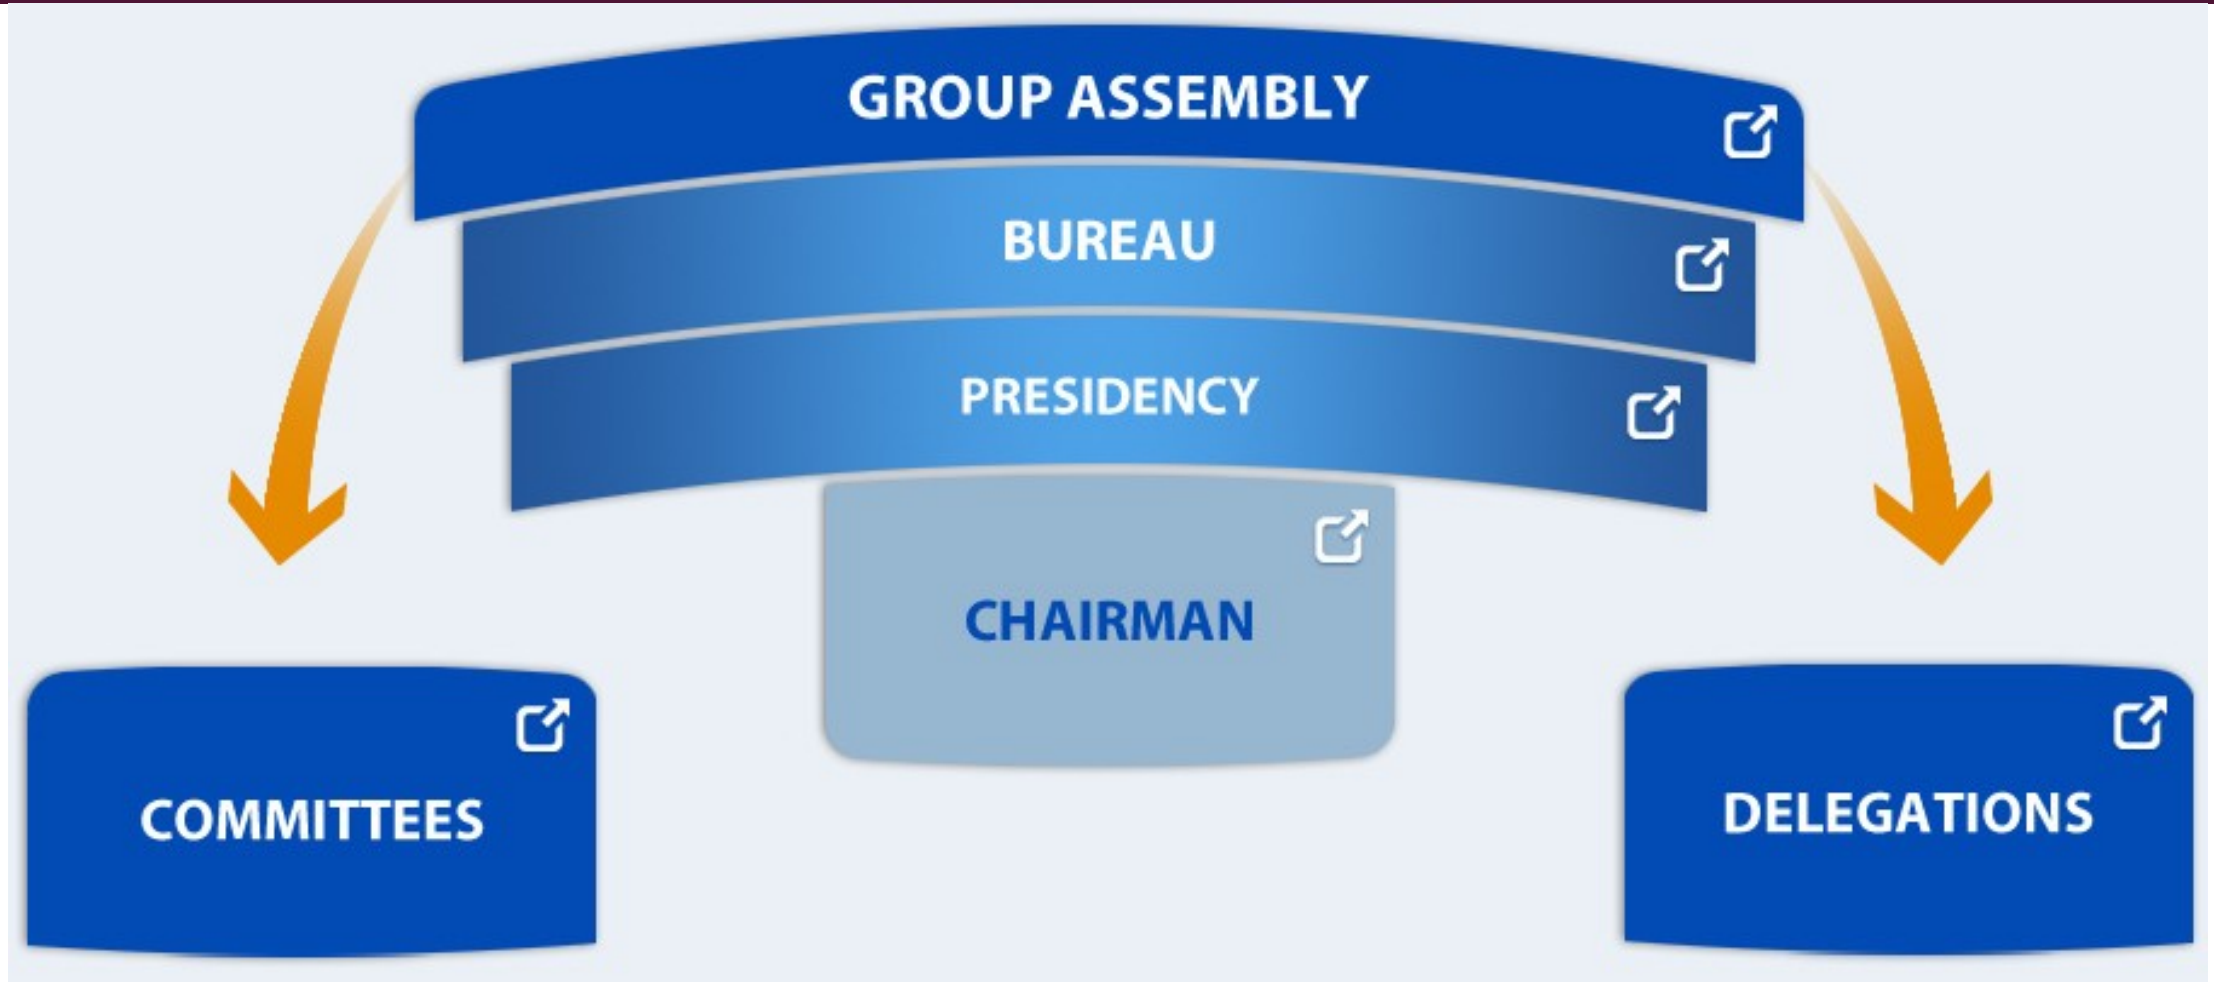 GROUP ASSEMBLY
BUREAU
PRESIDENCY
CHAIRMAN
COMMITTEES
DELEGATIONS